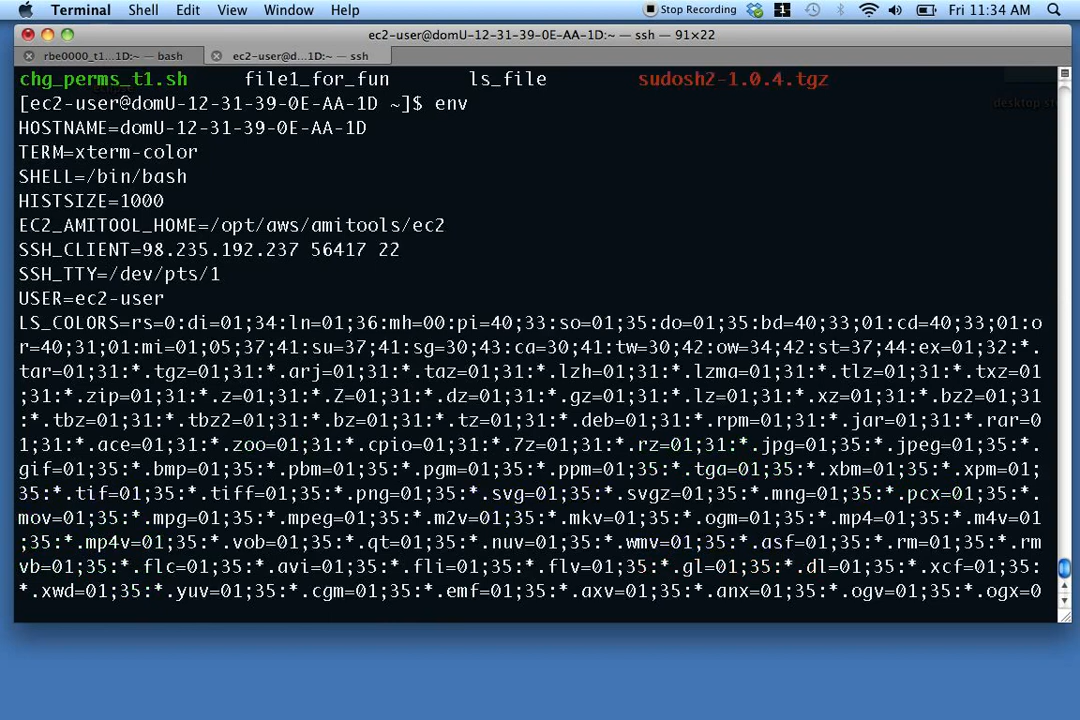 Terminal Shell Edit View Window Help Stop Recording 1 Fri 11:34 AM
ec2-user@domU-12-31-39-0E-AA-1D:~ — ssh — 91×22
rbe0000_t1...1D:~ — bash ec2-user@d...1D:~ — ssh
chg_perms_t1.sh file1_for_fun ls_file sudosh2-1.0.4.tgz
[ec2-user@domU-12-31-39-0E-AA-1D ~]$ env
HOSTNAME=domU-12-31-39-0E-AA-1D
TERM=xterm-color
SHELL=/bin/bash
HISTSIZE=1000
EC2_AMITOOL_HOME=/opt/aws/amitools/ec2
SSH_CLIENT=98.235.192.237 56417 22
SSH_TTY=/dev/pts/1
USER=ec2-user
LS_COLORS=rs=0:di=01;34:ln=01;36:mh=00:pi=40;33:so=01;35:do=01;35:bd=40;33;01:cd=40;33;01:o
r=40;31;01:mi=01;05;37;41:su=37;41:sg=30;43:ca=30;41:tw=30;42:ow=34;42:st=37;44:ex=01;32:*.
tar=01;31:*.tgz=01;31:*.arj=01;31:*.taz=01;31:*.lzh=01;31:*.lzma=01;31:*.tlz=01;31:*.txz=01
;31:*.zip=01;31:*.z=01;31:*.Z=01;31:*.dz=01;31:*.gz=01;31:*.lz=01;31:*.xz=01;31:*.bz2=01;31
:*.tbz=01;31:*.tbz2=01;31:*.bz=01;31:*.tz=01;31:*.deb=01;31:*.rpm=01;31:*.jar=01;31:*.rar=0
1;31:*.ace=01;31:*.zoo=01;31:*.cpio=01;31:*.7z=01;31:*.rz=01;31:*.jpg=01;35:*.jpeg=01;35:*.
gif=01;35:*.bmp=01;35:*.pbm=01;35:*.pgm=01;35:*.ppm=01;35:*.tga=01;35:*.xbm=01;35:*.xpm=01;
35:*.tif=01;35:*.tiff=01;35:*.png=01;35:*.svg=01;35:*.svgz=01;35:*.mng=01;35:*.pcx=01;35:*.
mov=01;35:*.mpg=01;35:*.mpeg=01;35:*.m2v=01;35:*.mkv=01;35:*.ogm=01;35:*.mp4=01;35:*.m4v=01
;35:*.mp4v=01;35:*.vob=01;35:*.qt=01;35:*.nuv=01;35:*.wmv=01;35:*.asf=01;35:*.rm=01;35:*.rm
vb=01;35:*.flc=01;35:*.avi=01;35:*.fli=01;35:*.flv=01;35:*.gl=01;35:*.dl=01;35:*.xcf=01;35:
*.xwd=01;35:*.yuv=01;35:*.cgm=01;35:*.emf=01;35:*.axv=01;35:*.anx=01;35:*.ogv=01;35:*.ogx=0